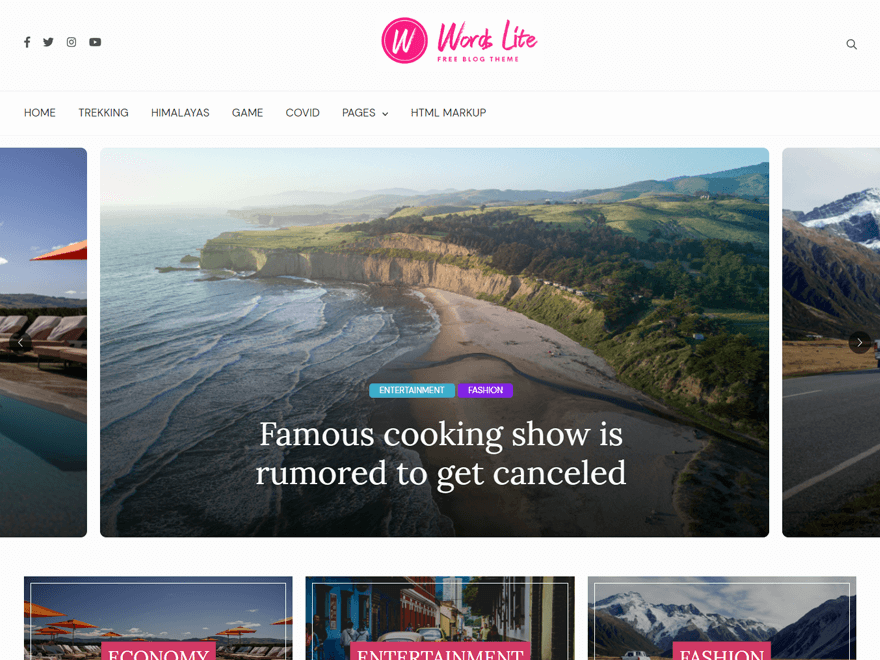 W Words Lite
FREE BLOG THEME
HOME TREKKING HIMALAYAS GAME COVID PAGES HTML MARKUP
ENTERTAINMENT FASHION
Famous cooking show is
rumored to get canceled
ECONOMY ENTERTAINMENT FASHION